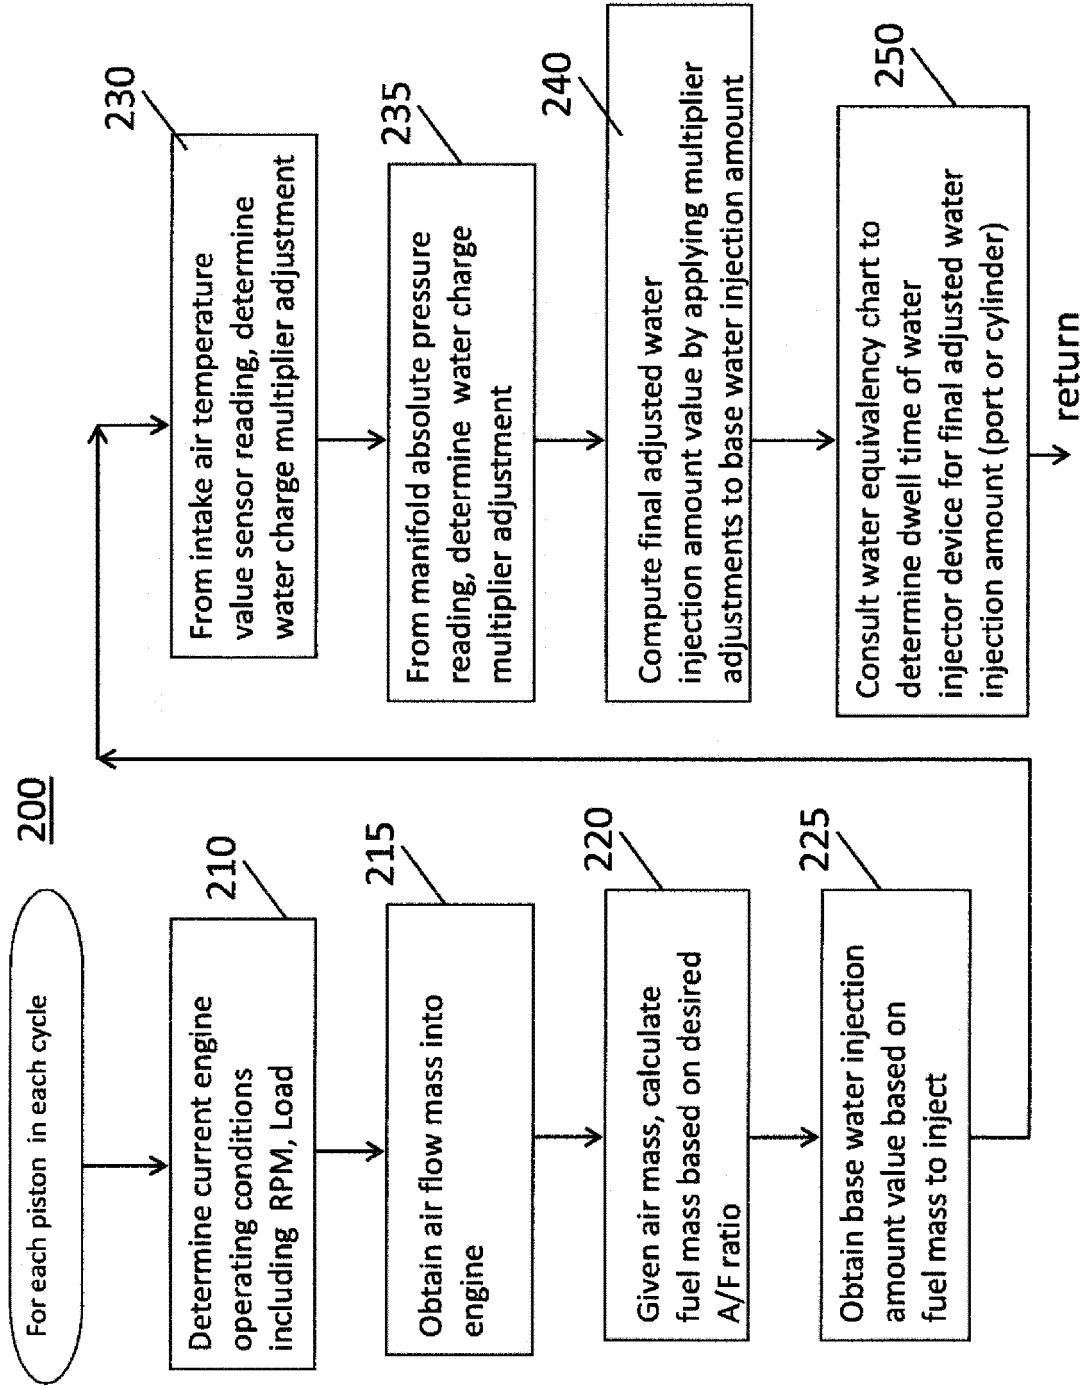 200
For each piston in each cycle
210
Determine current engine
operating conditions
including RPM, Load
215
Obtain air flow mass into
engine
220
Given air mass, calculate
fuel mass based on desired
A/F ratio
225
Obtain base water injection
amount value based on
fuel mass to inject
230
From intake air temperature
value sensor reading, determine
water charge multiplier adjustment
235
From manifold absolute pressure
reading, determine water charge
multiplier adjustment
240
Compute final adjusted water
injection amount value by applying multiplier
adjustments to base water injection amount
250
Consult water equivalency chart to
determine dwell time of water
injector device for final adjusted water
injection amount (port or cylinder)
return